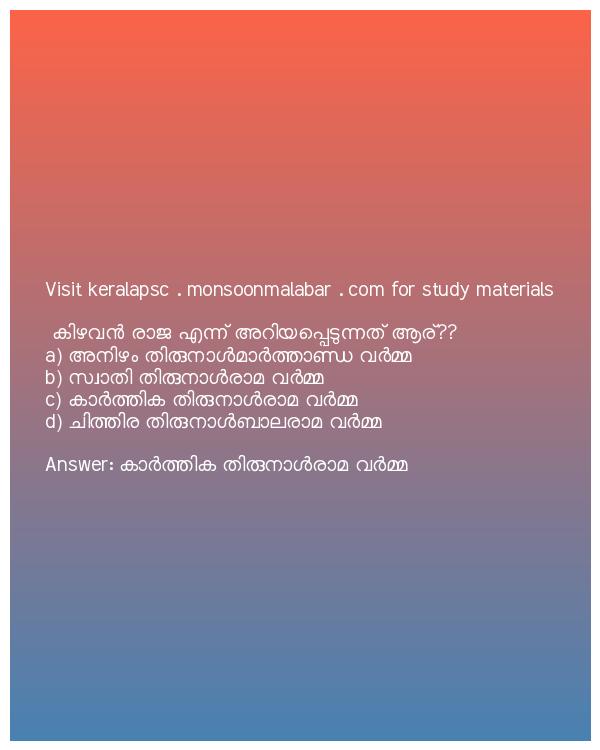 Visit keralapsc . monsoonmalabar . com for study materials
കിഴവൻ രാജ എന്ന് അറിയപ്പെടുന്നത് ആര്??
a) അനിഴം തിരുനാൾമാർത്താണ്ഡ വർമ്മ
b) സ്വാതി തിരുനാൾരാമ വർമ്മ
c) കാർത്തിക തിരുനാൾരാമ വർമ്മ
d) ചിത്തിര തിരുനാൾബാലരാമ വർമ്മ
Answer: കാർത്തിക തിരുനാൾരാമ വർമ്മ